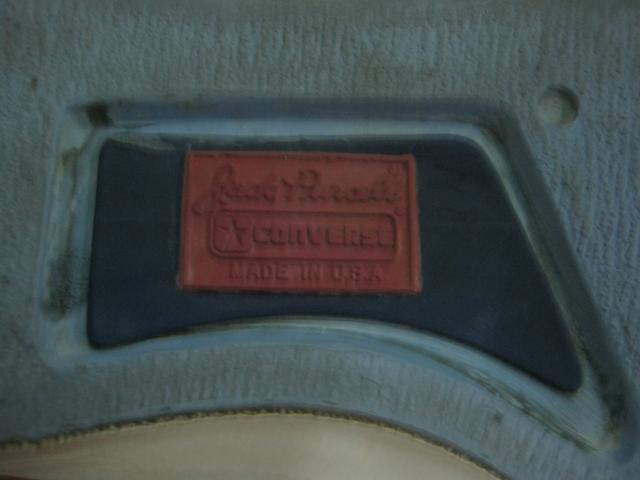 Jack Purcell
CONVERSE
MADE IN U.S.A